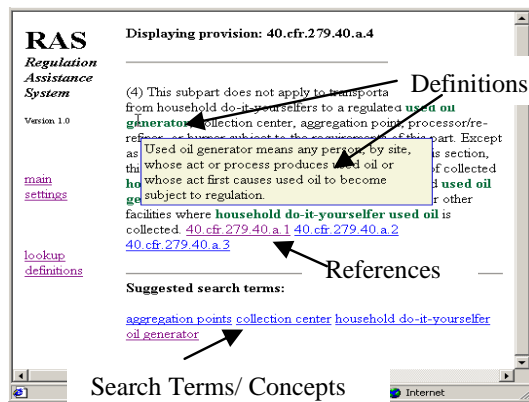 RAS
Regulation
Assistance
System
Version 1.0
main
settings
lookup
definitions
Displaying provision: 40.cfr.279.40.a.4
(4) This subpart does not apply to transporta
from household do-it-yourselfers to a regulated used oil
generator, collection center, aggregation point, processor/re-
refiner, or burner subject to the requirements of this part. Except
as is section,
thi of collected
ho d used oil
ge r other
facilities where household do-it-yourselfer used oil is
collected. 40.cfr.279.40.a.1 40.cfr.279.40.a.2
40.cfr.279.40.a.3
Used oil generator means any person, by site,
whose act or process produces used oil or
whose act first causes used oil to become
subject to regulation.
Definitions
References
Suggested search terms:
aggregation points collection center household do-it-yourselfer
oil generator
Search Terms/ Concepts
Internet